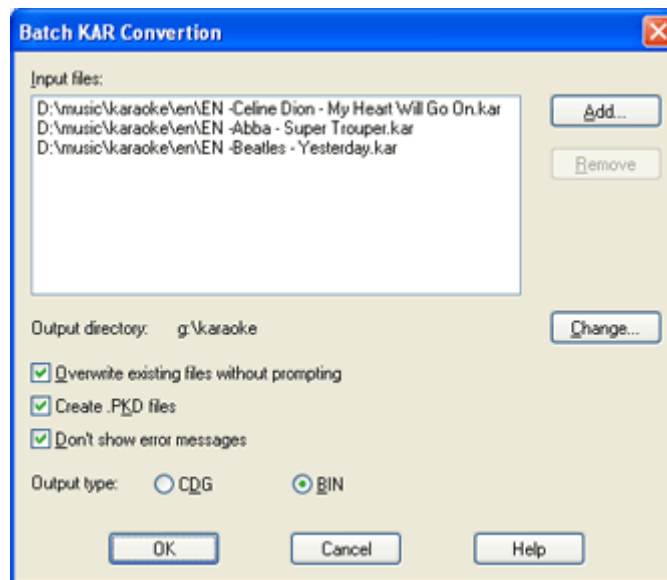 Batch KAR Convertion
Input files:
D:\music\karaoke\en\EN -Celine Dion - My Heart Will Go On.kar
D:\music\karaoke\en\EN -Abba - Super Trouper.kar
D:\music\karaoke\en\EN -Beatles - Yesterday.kar
Add...
Remove
Output directory: g:\karaoke
Change...
Overwrite existing files without prompting
Create .PKD files
Don't show error messages
Output type: CDG BIN
OK Cancel Help